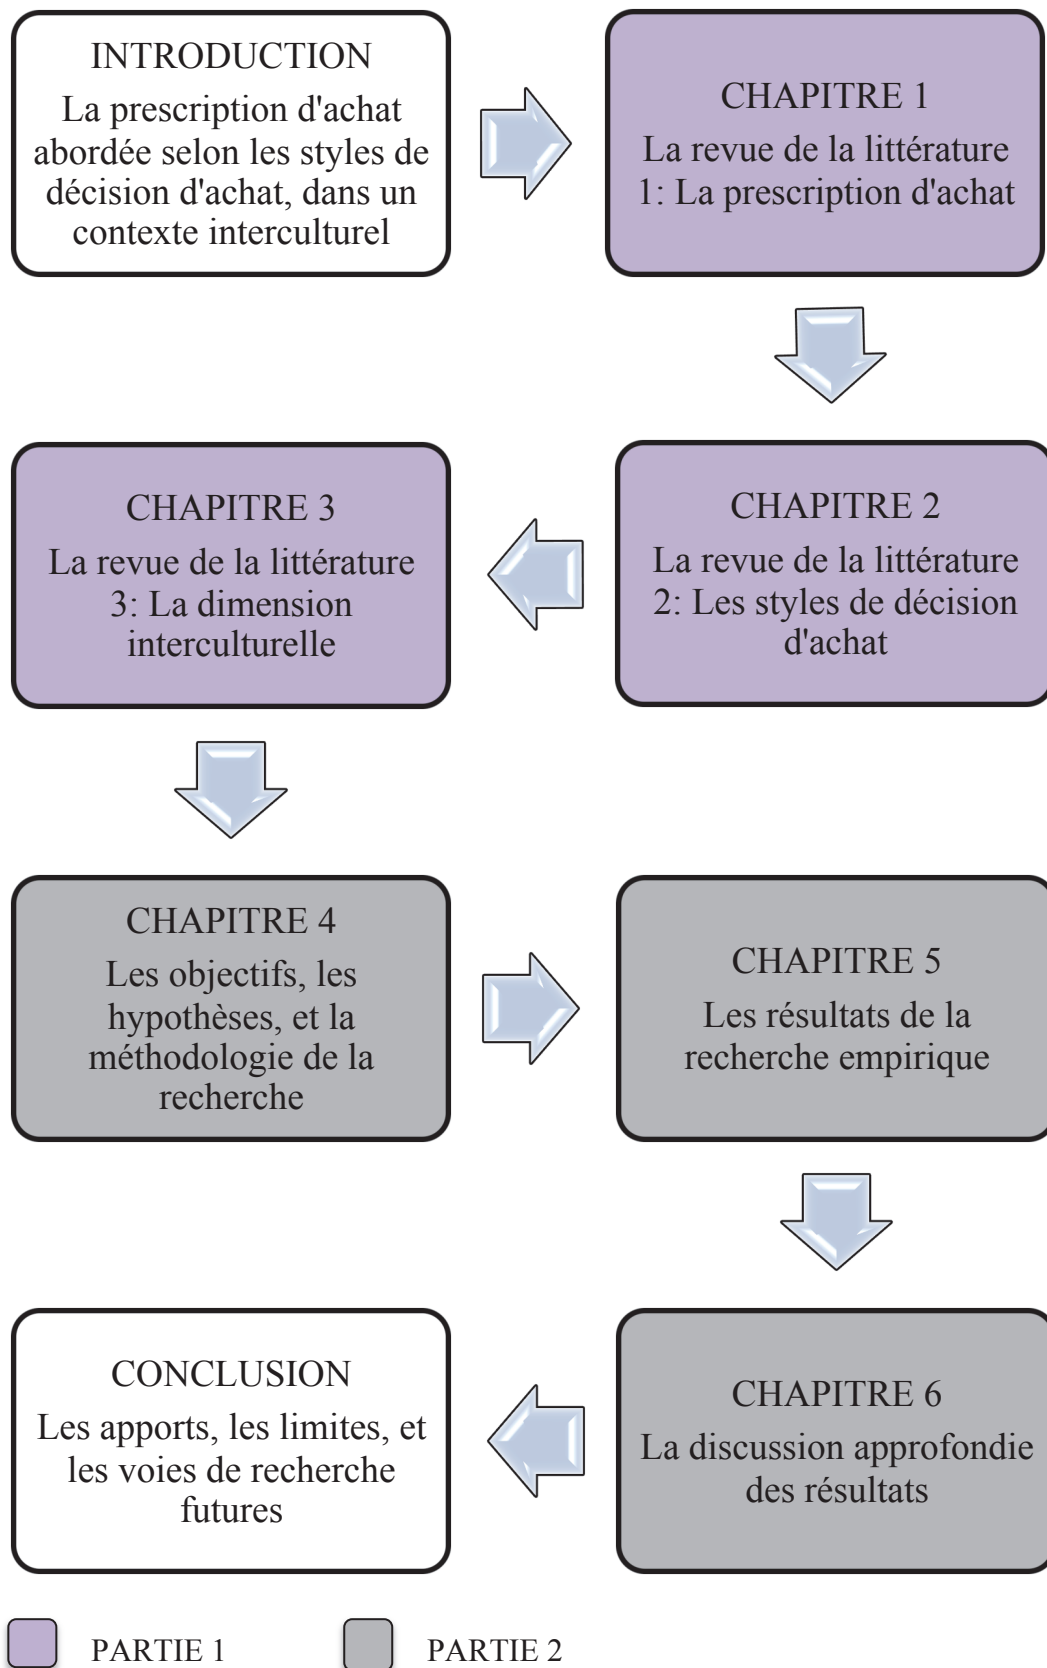 INTRODUCTION
La prescription d'achat
abordée selon les styles de
décision d'achat, dans un
contexte interculturel
CHAPITRE 1
La revue de la littérature
1: La prescription d'achat
CHAPITRE 2
La revue de la littérature
2: Les styles de décision
d'achat
CHAPITRE 3
La revue de la littérature
3: La dimension
interculturelle
CHAPITRE 4
Les objectifs, les
hypothèses, et la
méthodologie de la
recherche
CHAPITRE 5
Les résultats de la
recherche empirique
CHAPITRE 6
La discussion approfondie
des résultats
CONCLUSION
Les apports, les limites, et
les voies de recherche
futures
PARTIE 1
PARTIE 2